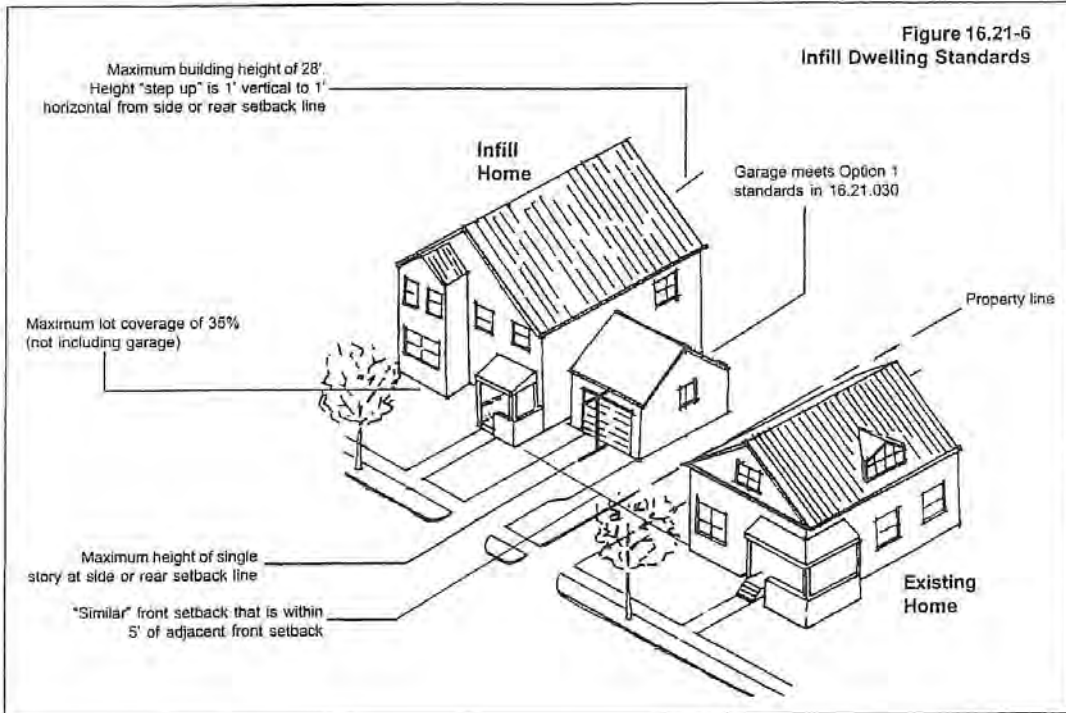 Figure 16.21-6
Infill Dwelling Standards
Maximum building height of 28'.
Height "step up" is 1' vertical to 1'
horizontal from side or rear setback line
Infill
Home
Garage meets Option 1
standards in 16.21.030
Property line
Maximum lot coverage of 35%
(not including garage)
Maximum height of single
story at side or rear setback line
"Similar" front setback that is within
5' of adjacent front setback
Existing
Home